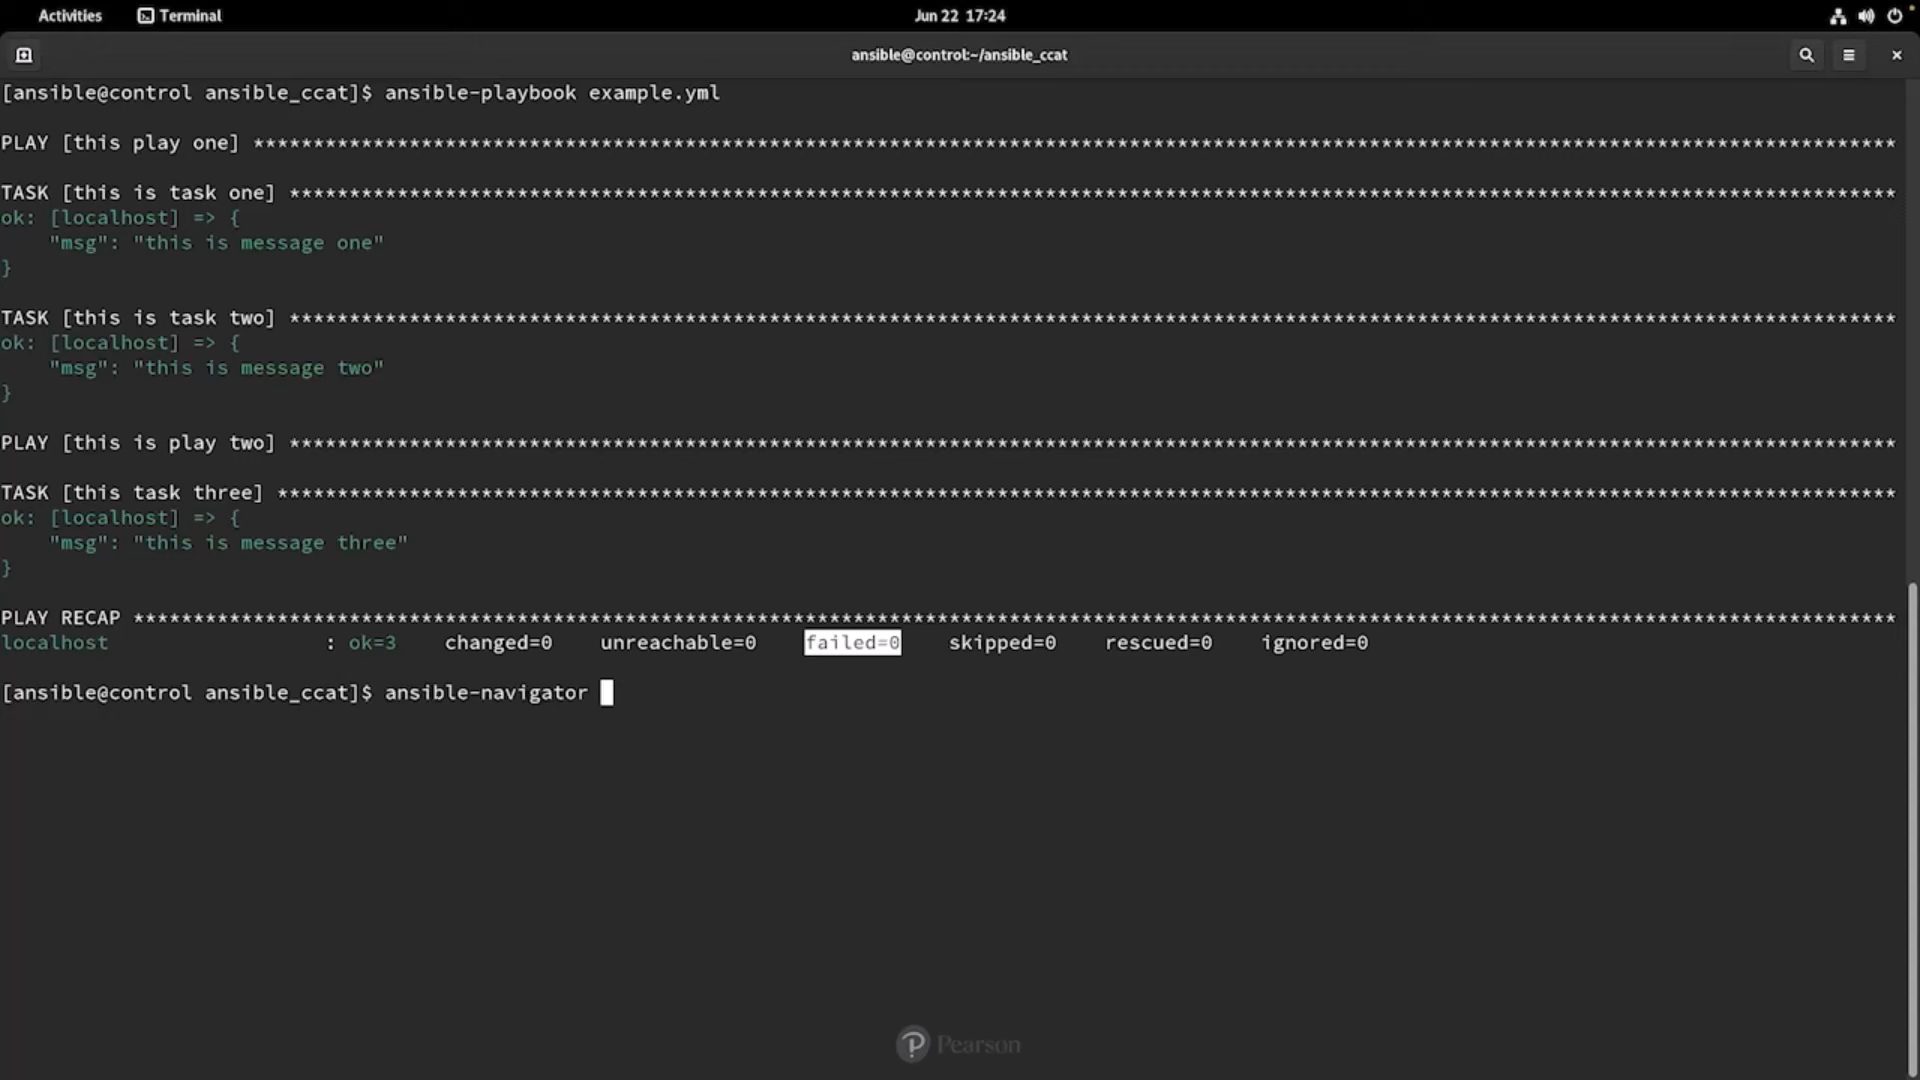 Activities Terminal Jun 22 17:24
ansible@control:~/ansible_ccat
[ansible@control ansible_ccat]$ ansible-playbook example.yml
PLAY [this play one] *****************************************************************************************************************************************
TASK [this is task one] **************************************************************************************************************************************
ok: [localhost] => {
    "msg": "this is message one"
}
TASK [this is task two] **************************************************************************************************************************************
ok: [localhost] => {
    "msg": "this is message two"
}
PLAY [this is play two] **************************************************************************************************************************************
TASK [this task three] ***************************************************************************************************************************************
ok: [localhost] => {
    "msg": "this is message three"
}
PLAY RECAP ***************************************************************************************************************************************************
localhost                  : ok=3    changed=0    unreachable=0    failed=0    skipped=0    rescued=0    ignored=0
[ansible@control ansible_ccat]$ ansible-navigator
Pearson